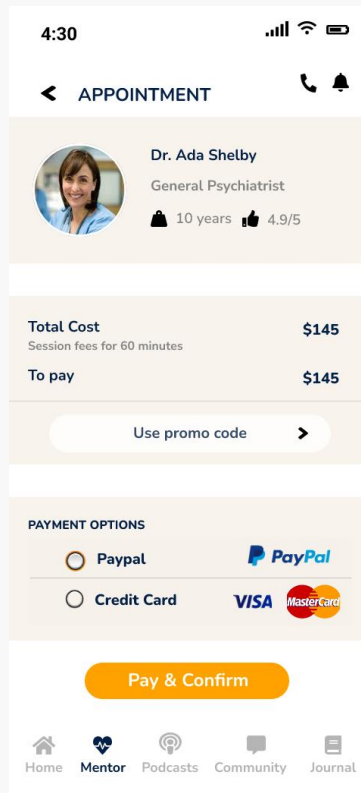 4:30
APPOINTMENT
Dr. Ada Shelby
General Psychiatrist
10 years 4.9/5
Total Cost $145
Session fees for 60 minutes
To pay $145
Use promo code
PAYMENT OPTIONS
Paypal PayPal
Credit Card VISA MasterCard
Pay & Confirm
Home Mentor Podcasts Community Journal